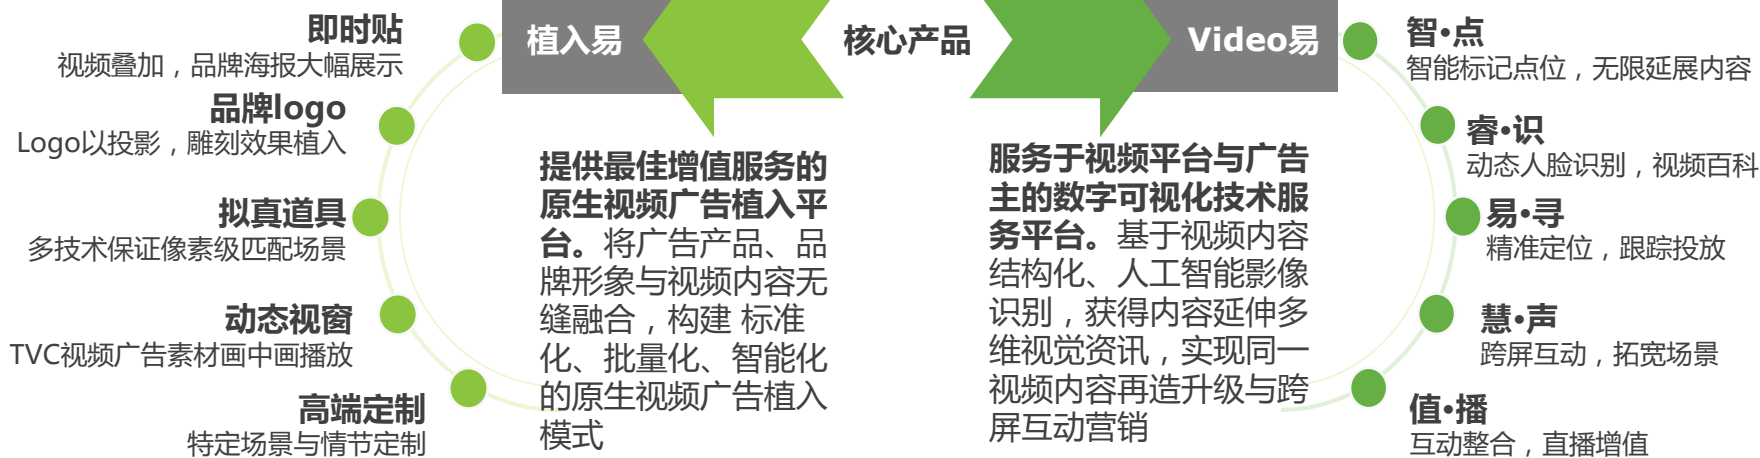 核心产品
植入易
即时贴
视频叠加，品牌海报大幅展示
品牌logo
Logo以投影，雕刻效果植入
拟真道具
多技术保证像素级匹配场景
动态视窗
TVC视频广告素材画中画播放
高端定制
特定场景与情节定制
提供最佳增值服务的
原生视频广告植入平
台。将广告产品、品
牌形象与视频内容无
缝融合，构建 标准
化、批量化、智能化
的原生视频广告植入
模式
Video易
服务于视频平台与广告
主的数字可视化技术服
务平台。基于视频内容
结构化、人工智能影像
识别，获得内容延伸多
维视觉资讯，实现同一
视频内容再造升级与跨
屏互动营销
智•点
智能标记点位，无限延展内容
睿•识
动态人脸识别，视频百科
易•寻
精准定位，跟踪投放
慧•声
跨屏互动，拓宽场景
值•播
互动整合，直播增值